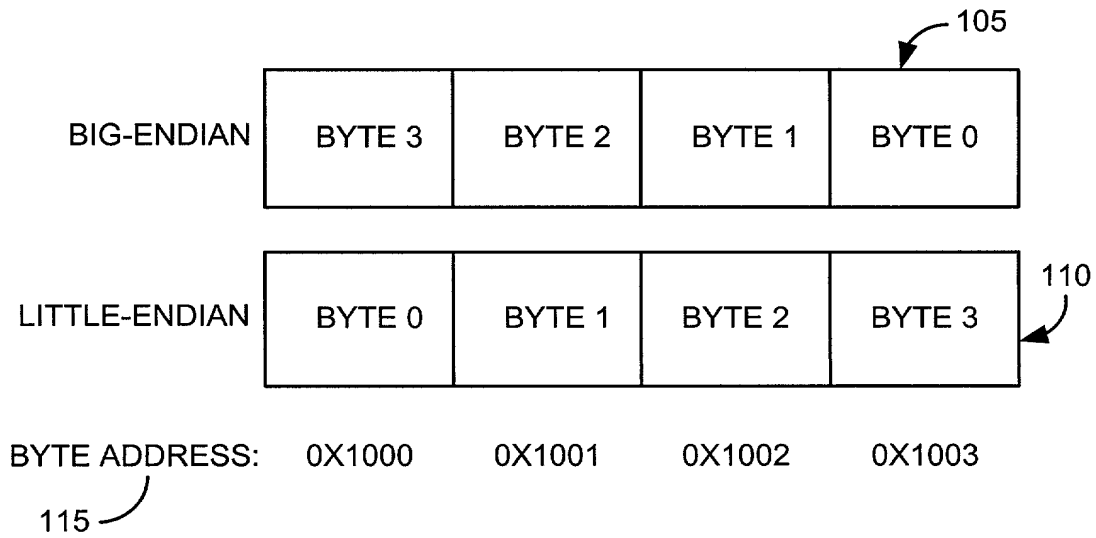 105
BIG-ENDIAN BYTE 3 BYTE 2 BYTE 1 BYTE 0
110
LITTLE-ENDIAN BYTE 0 BYTE 1 BYTE 2 BYTE 3
BYTE ADDRESS: 0X1000 0X1001 0X1002 0X1003
115